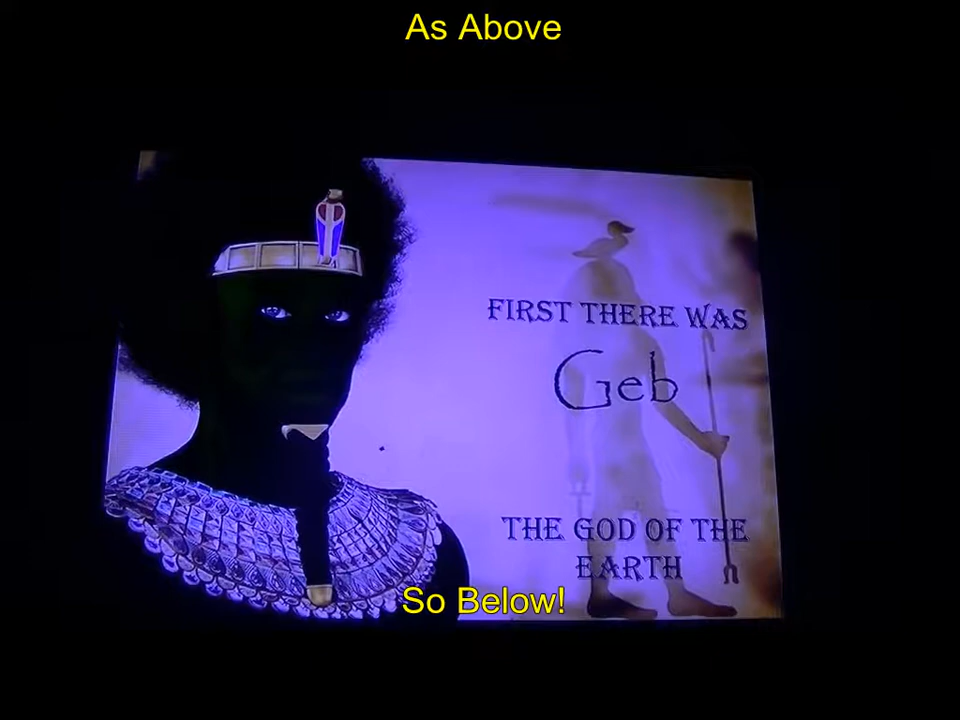 As Above
FIRST THERE WAS
Geb
THE GOD OF THE
EARTH
So Below!